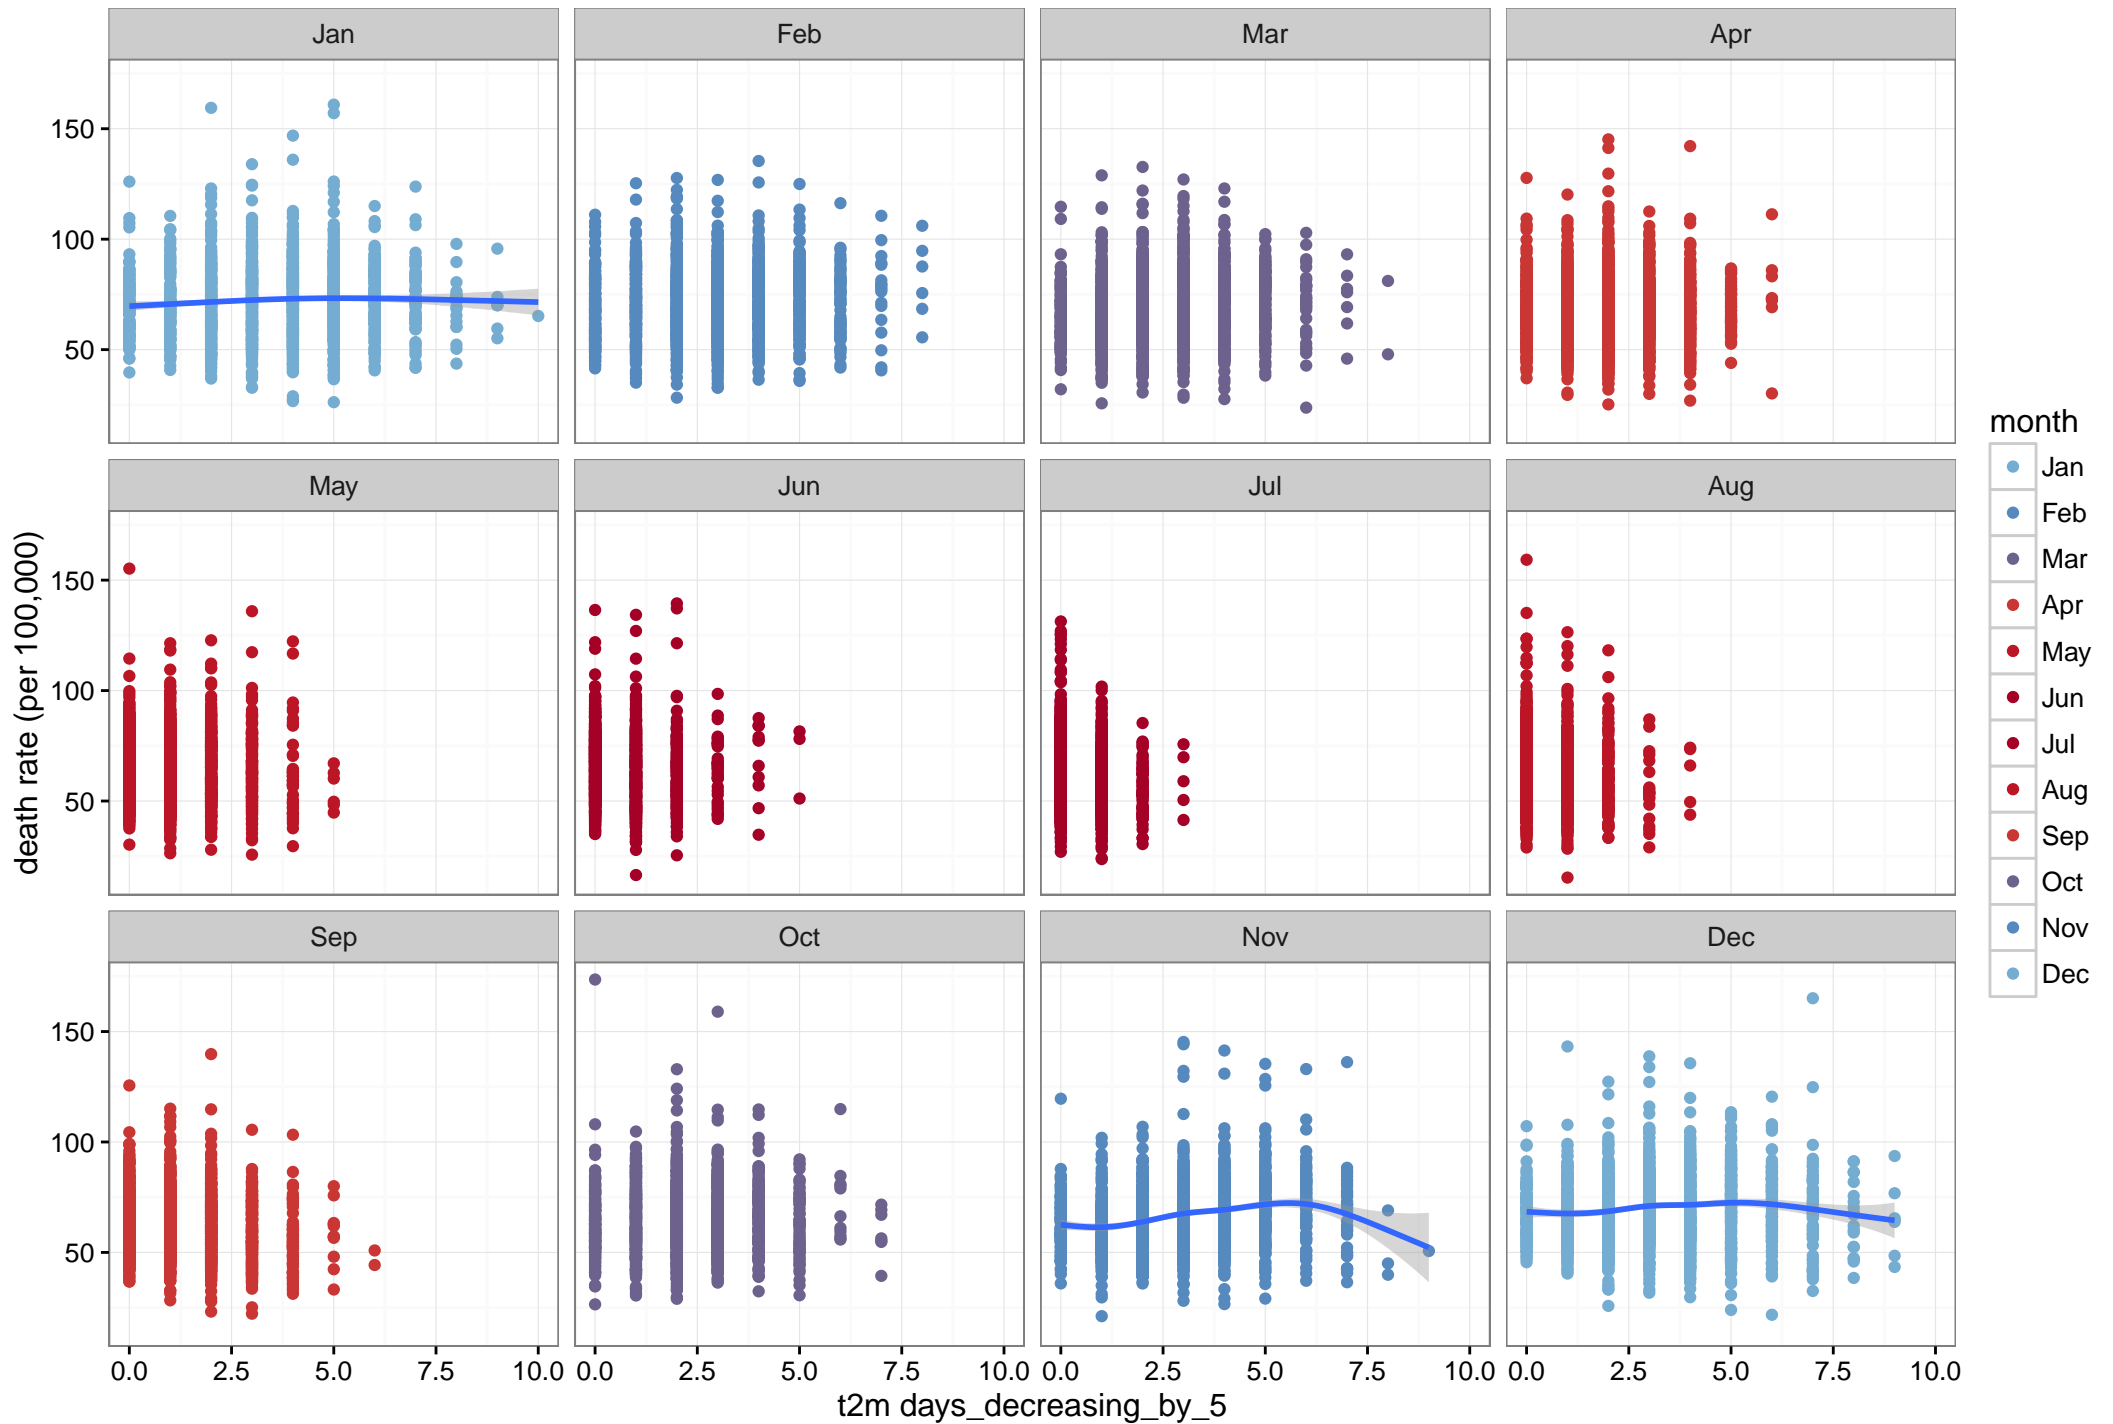 Jan Feb Mar Apr
150
100
50
May Jun Jul Aug
death rate (per 100,000)
150
100
50
Sep Oct Nov Dec
150
100
50
0.0 2.5 5.0 7.5 10.0 0.0 2.5 5.0 7.5 10.0 0.0 2.5 5.0 7.5 10.0 0.0 2.5 5.0 7.5 10.0
t2m days_decreasing_by_5
month
Jan
Feb
Mar
Apr
May
Jun
Jul
Aug
Sep
Oct
Nov
Dec